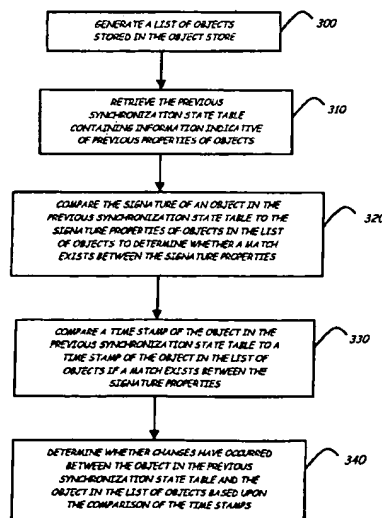 GENERATE A LIST OF OBJECTS
STORED IN THE OBJECT STORE
300
RETRIEVE THE PREVIOUS
SYNCHRONIZATION STATE TABLE
CONTAINING INFORMATION INDICATIVE
OF PREVIOUS PROPERTIES OF OBJECTS
310
COMPARE THE SIGNATURE OF AN OBJECT IN THE
PREVIOUS SYNCHRONIZATION STATE TABLE TO THE
SIGNATURE PROPERTIES OF OBJECTS IN THE LIST
OF OBJECTS TO DETERMINE WHETHER A MATCH
EXISTS BETWEEN THE SIGNATURE PROPERTIES
320
COMPARE A TIME STAMP OF THE OBJECT IN THE
PREVIOUS SYNCHRONIZATION STATE TABLE TO A
TIME STAMP OF THE OBJECT IN THE LIST OF
OBJECTS IF A MATCH EXISTS BETWEEN THE
SIGNATURE PROPERTIES
330
DETERMINE WHETHER CHANGES HAVE OCCURRED
BETWEEN THE OBJECT IN THE PREVIOUS
SYNCHRONIZATION STATE TABLE AND THE
OBJECT IN THE LIST OF OBJECTS BASED UPON
THE COMPARISON OF THE TIME STAMPS
340